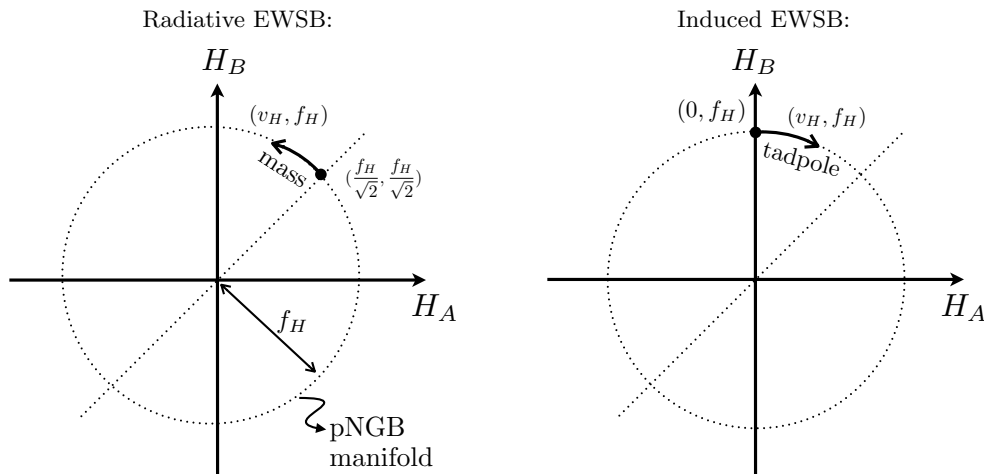 Radiative EWSB:
H_B
(v_H, f_H)
mass
(f_H/√2, f_H/√2)
H_A
f_H
pNGB
manifold
Induced EWSB:
H_B
(0, f_H)
(v_H, f_H)
tadpole
H_A